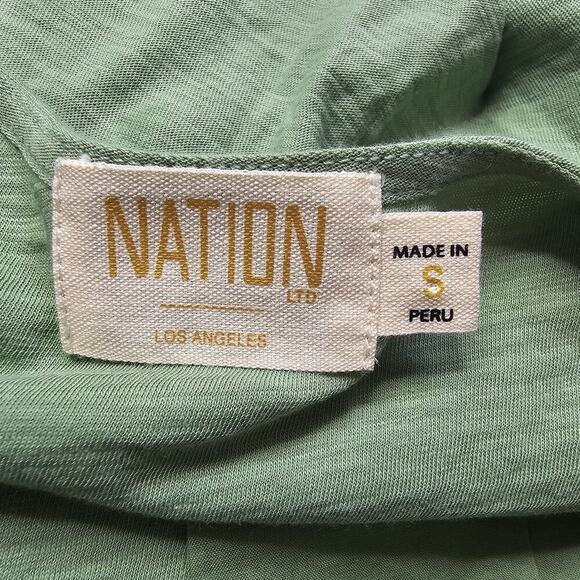 NATION
LTD
LOS ANGELES
MADE IN
S
PERU